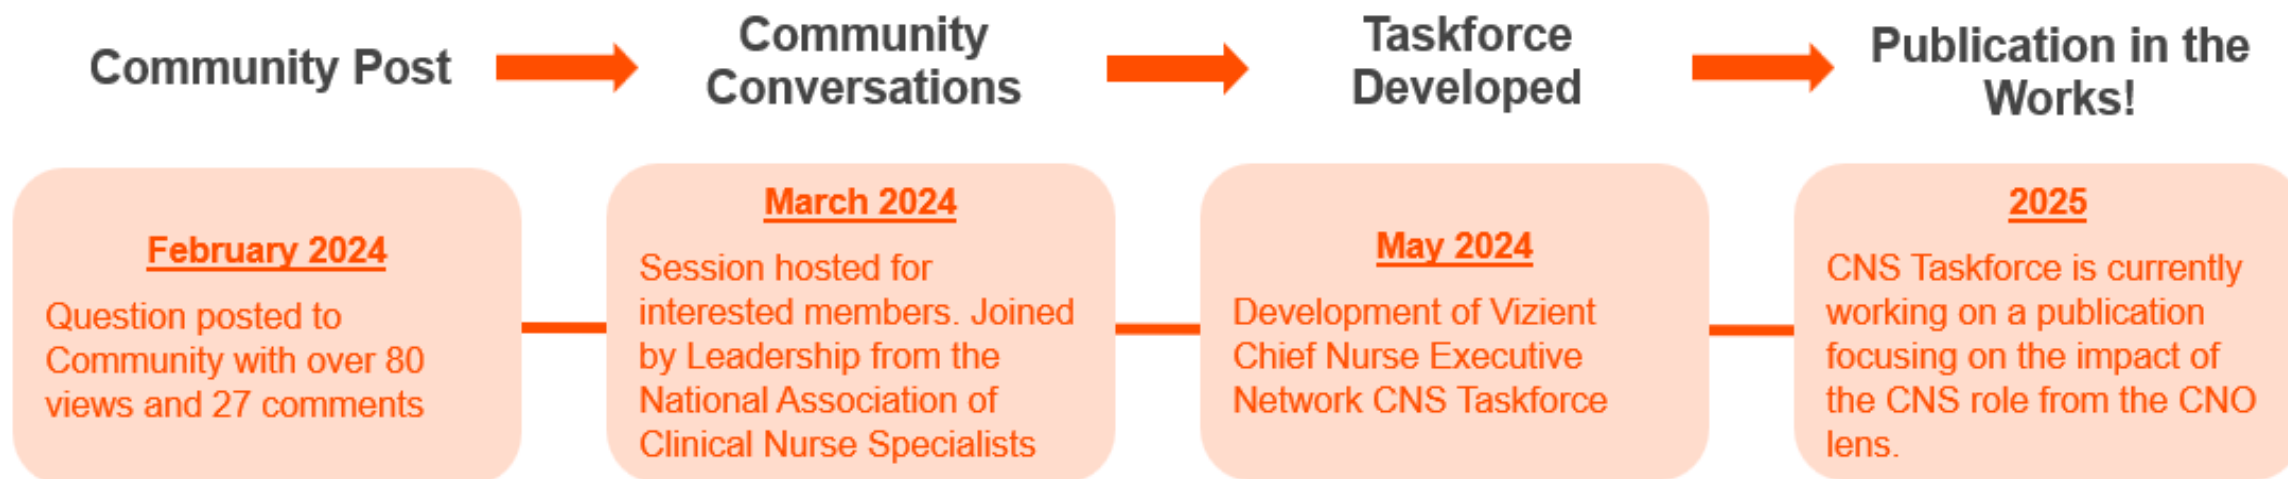 Community Post
Community
Conversations
Taskforce
Developed
Publication in the
Works!
February 2024
Question posted to
Community with over 80
views and 27 comments
March 2024
Session hosted for
interested members. Joined
by Leadership from the
National Association of
Clinical Nurse Specialists
May 2024
Development of Vizient
Chief Nurse Executive
Network CNS Taskforce
2025
CNS Taskforce is currently
working on a publication
focusing on the impact of
the CNS role from the CNO
lens.